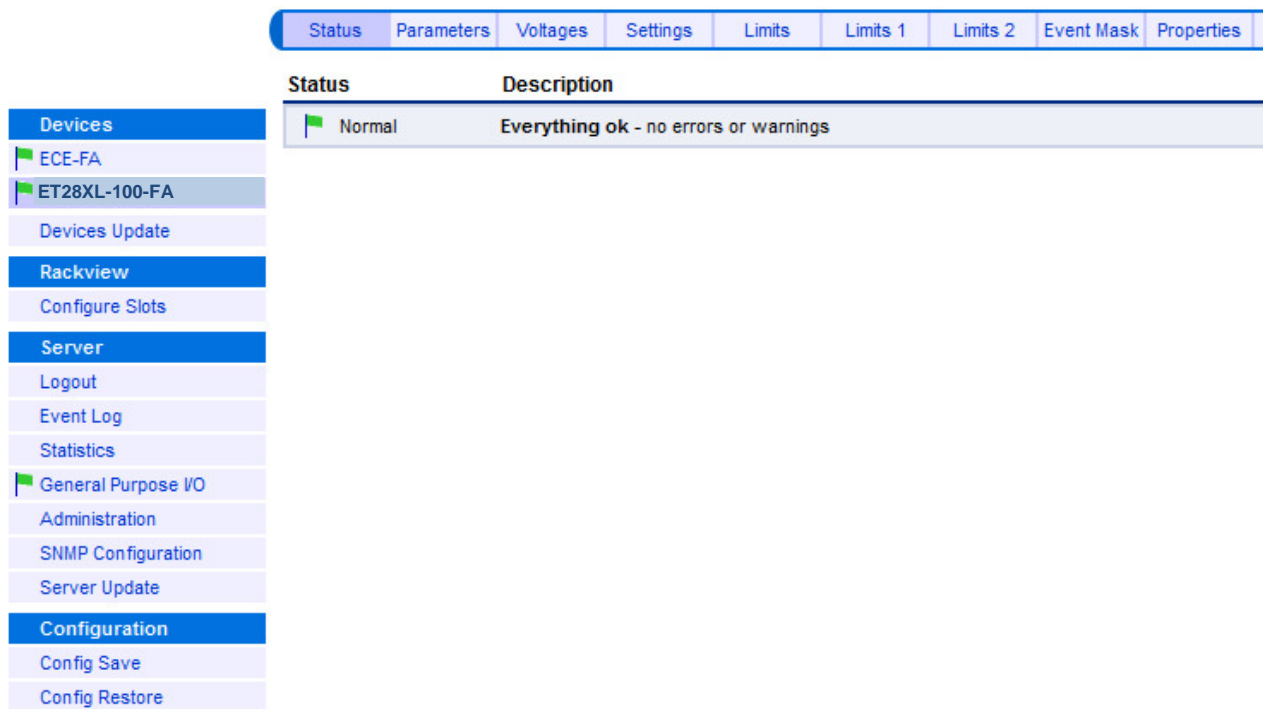 Status Parameters Voltages Settings Limits Limits 1 Limits 2 Event Mask Properties
Status Description
Normal Everything ok - no errors or warnings
Devices
ECE-FA
ET28XL-100-FA
Devices Update
Rackview
Configure Slots
Server
Logout
Event Log
Statistics
General Purpose I/O
Administration
SNMP Configuration
Server Update
Configuration
Config Save
Config Restore